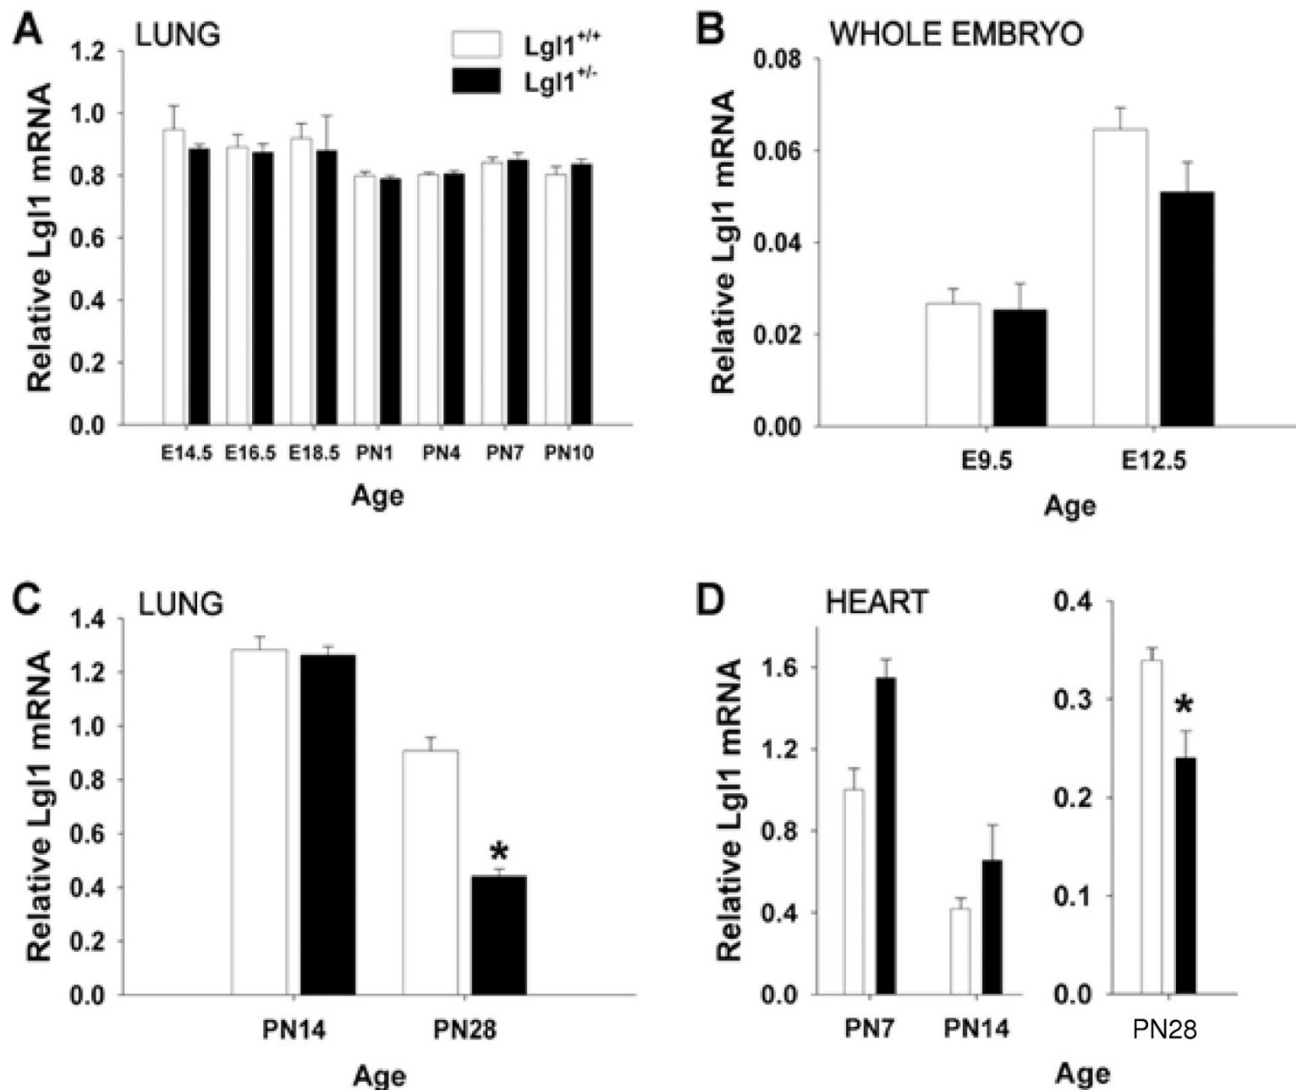 A LUNG
Lgl1+/+
Lgl1+/-
Relative Lgl1 mRNA
1.2
1.0
0.8
0.6
0.4
0.2
0.0
E14.5 E16.5 E18.5 PN1 PN4 PN7 PN10
Age
B WHOLE EMBRYO
Relative Lgl1 mRNA
0.08
0.06
0.04
0.02
0.00
E9.5 E12.5
Age
C LUNG
Relative Lgl1 mRNA
1.4
1.2
1.0
0.8
0.6
0.4
0.2
0.0
*
PN14 PN28
Age
D HEART
Relative Lgl1 mRNA
1.6
1.2
0.8
0.4
0.0
PN7 PN14
0.4
0.3
0.2
0.1
0.0
*
PN28
Age